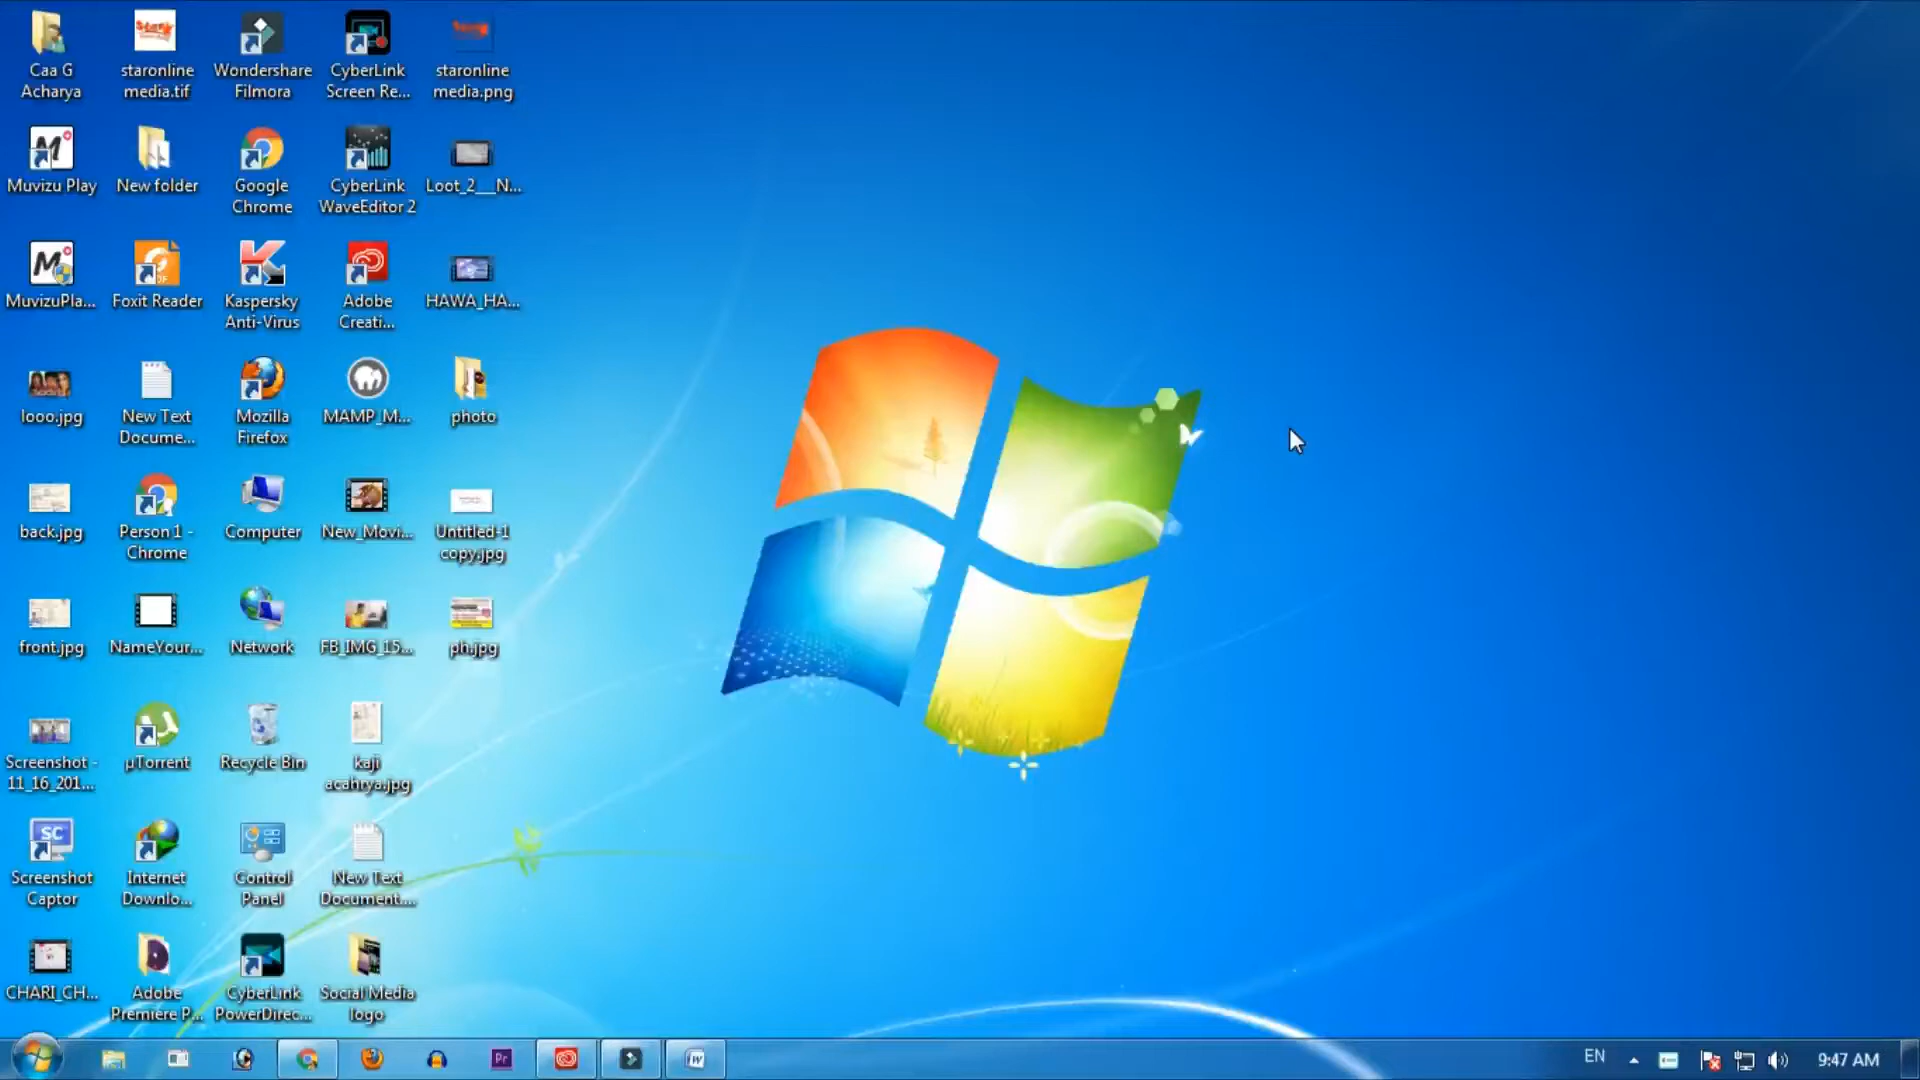 Caa G
Acharya
staronline
media.tif
Wondershare
Filmora
CyberLink
Screen Re...
staronline
media.png
Muvizu Play
New folder
Google
Chrome
CyberLink
WaveEditor 2
Loot_2__N...
MuvizuPla...
Foxit Reader
Kaspersky
Anti-Virus
Adobe
Creati...
HAWA_HA...
looo.jpg
New Text
Docume...
Mozilla
Firefox
MAMP_M...
photo
back.jpg
Person 1 -
Chrome
Computer
New_Movi...
Untitled-1
copy.jpg
front.jpg
NameYour...
Network
FB_IMG_15...
ph.jpg
Screenshot -
11_16_201...
µTorrent
Recycle Bin
kaji
acahrya.jpg
SC
Screenshot
Captor
Internet
Downlo...
Control
Panel
New Text
Document....
CHARI_CH...
Adobe
Premiere P...
CyberLink
PowerDirec...
Social Media
logo
Pr
W
EN
9:47 AM